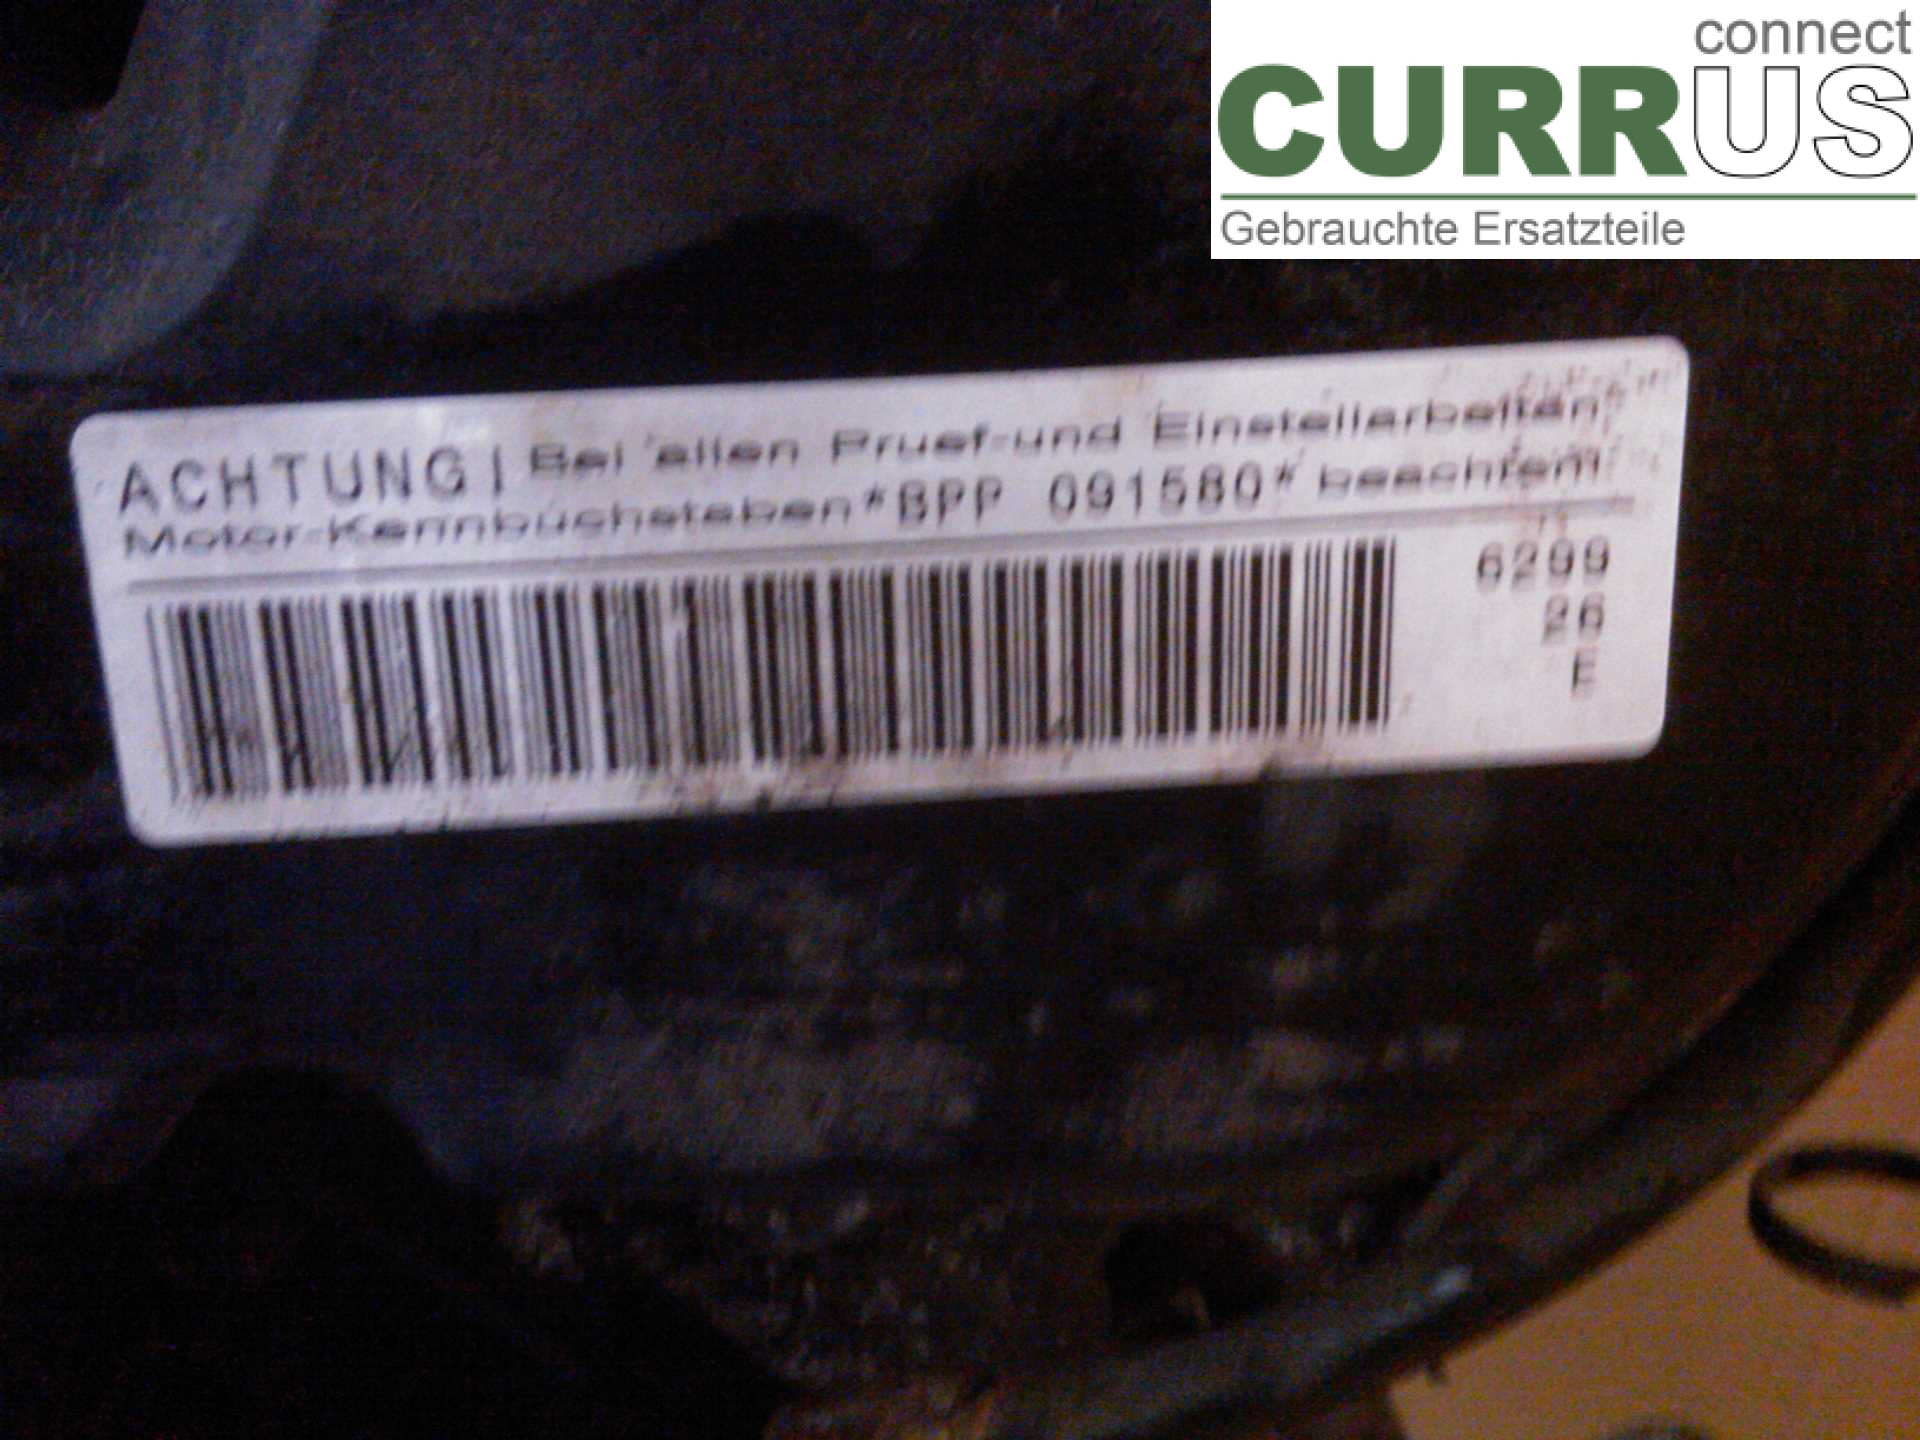 connect
CURRUS
Gebrauchte Ersatzteile
ACHTUNG! Bei allen Pruef-und Einstellarbeiten
Motor-Kennbuchstaben*BPP 091580* beachten!
6299
26
E